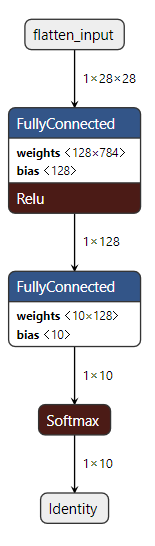 flatten_input
1×28×28
FullyConnected
weights ⟨128×784⟩
bias ⟨128⟩
Relu
1×128
FullyConnected
weights ⟨10×128⟩
bias ⟨10⟩
1×10
Softmax
1×10
Identity